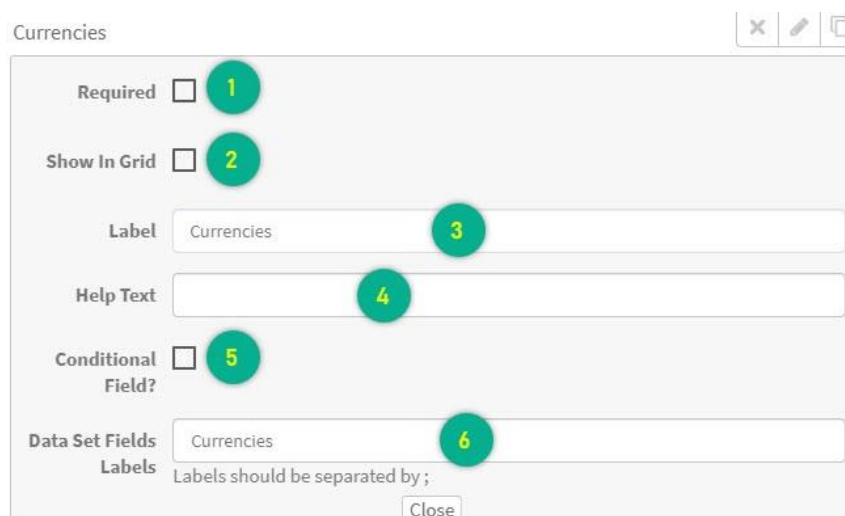 Currencies
Required 1
Show In Grid 2
Label Currencies 3
Help Text 4
Conditional 5
Field?
Data Set Fields Currencies 6
Labels Labels should be separated by ;
Close